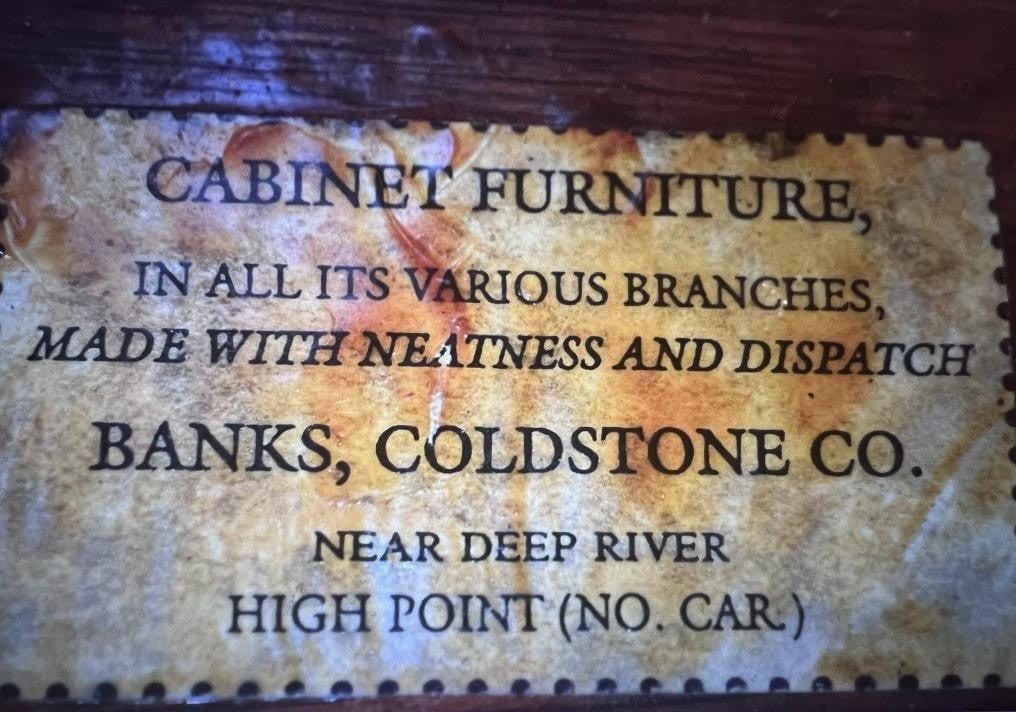 CABINET FURNITURE,
IN ALL ITS VARIOUS BRANCHES,
MADE WITH NEATNESS AND DISPATCH
BANKS, COLDSTONE CO.
NEAR DEEP RIVER
HIGH POINT (NO. CAR.)